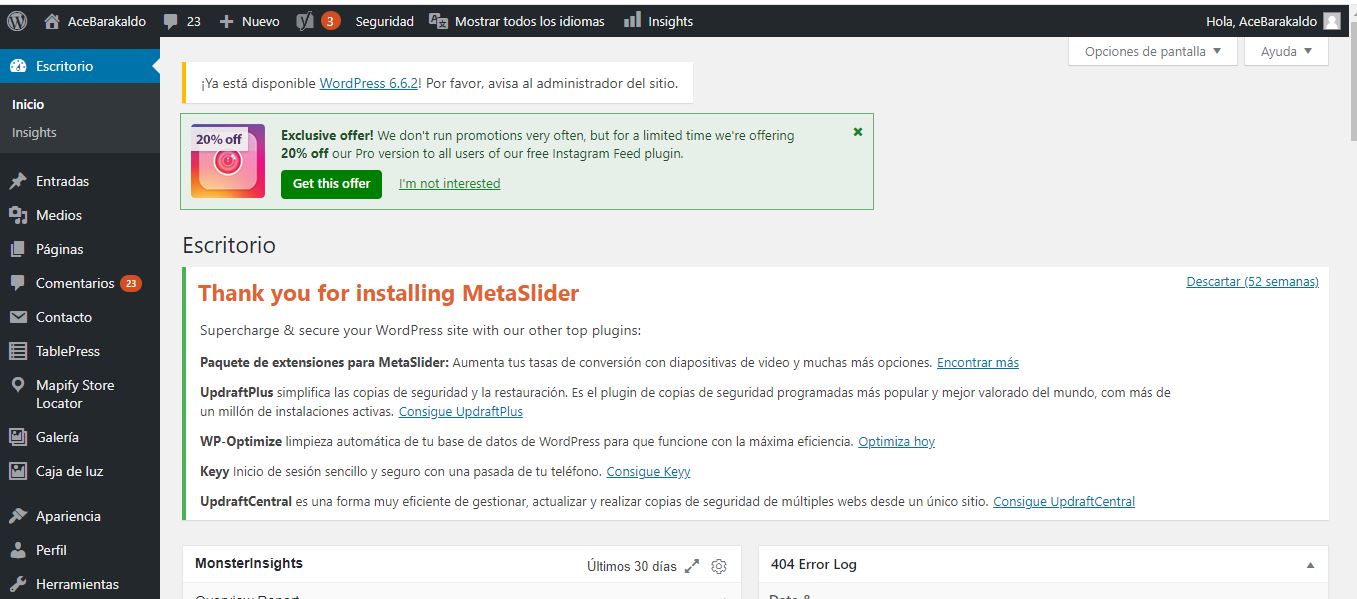 AceBarakaldo 23 Nuevo 3 Seguridad Mostrar todos los idiomas Insights Hola, AceBarakaldo
Opciones de pantalla ▼ Ayuda ▼
Escritorio
Inicio
Insights
Entradas
Medios
Páginas
Comentarios 23
Contacto
TablePress
Mapify Store
Locator
Galería
Caja de luz
Apariencia
Perfil
Herramientas
¡Ya está disponible WordPress 6.6.2! Por favor, avisa al administrador del sitio.
20% off
Exclusive offer! We don't run promotions very often, but for a limited time we're offering
20% off our Pro version to all users of our free Instagram Feed plugin.
Get this offer I'm not interested
Escritorio
Thank you for installing MetaSlider
Descartar (52 semanas)
Supercharge & secure your WordPress site with our other top plugins:
Paquete de extensiones para MetaSlider: Aumenta tus tasas de conversión con diapositivas de video y muchas más opciones. Encontrar más
UpdraftPlus simplifica las copias de seguridad y la restauración. Es el plugin de copias de seguridad programadas más popular y mejor valorado del mundo, com más de
un millón de instalaciones activas. Consigue UpdraftPlus
WP-Optimize limpieza automática de tu base de datos de WordPress para que funcione con la máxima eficiencia. Optimiza hoy
Keyy Inicio de sesión sencillo y seguro con una pasada de tu teléfono. Consigue Keyy
UpdraftCentral es una forma muy eficiente de gestionar, actualizar y realizar copias de seguridad de múltiples webs desde un único sitio. Consigue UpdraftCentral
MonsterInsights Últimos 30 días
Overview Report
404 Error Log
Date &